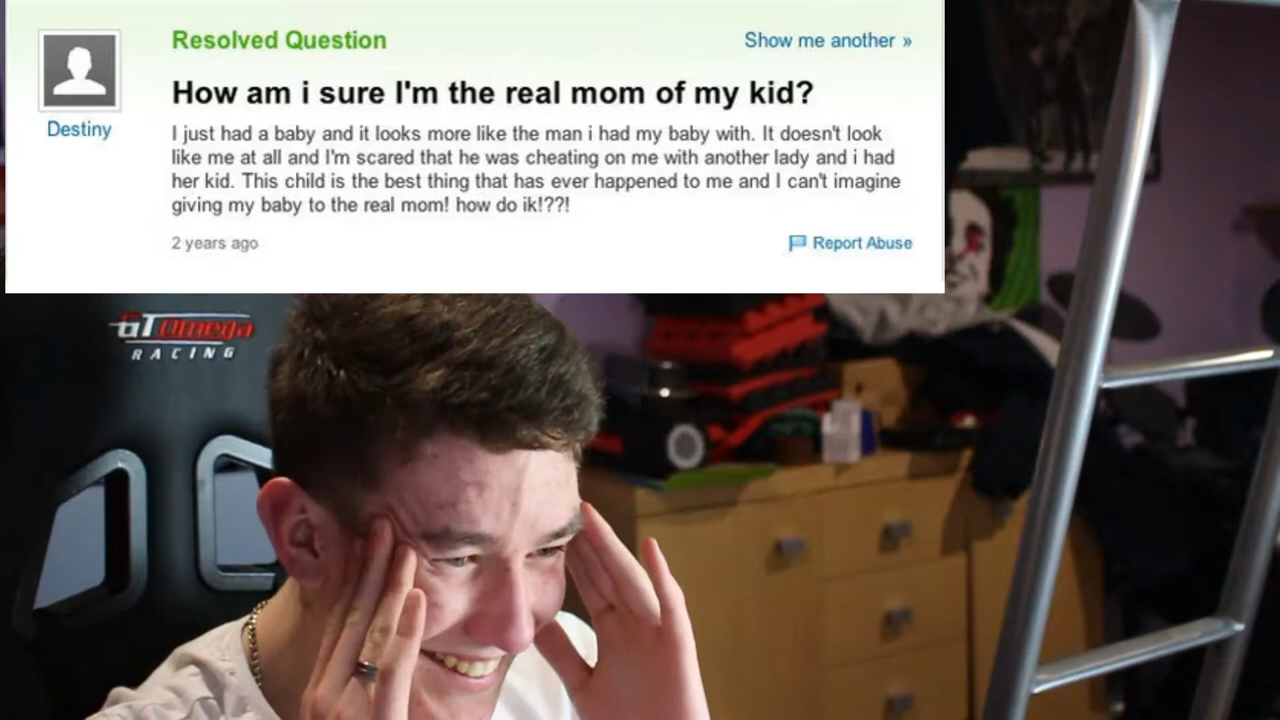 Resolved Question
Show me another »
How am i sure I'm the real mom of my kid?
Destiny
I just had a baby and it looks more like the man i had my baby with. It doesn't look
like me at all and I'm scared that he was cheating on me with another lady and i had
her kid. This child is the best thing that has ever happened to me and I can't imagine
giving my baby to the real mom! how do ik!??!
2 years ago
Report Abuse
GT Omega
RACING